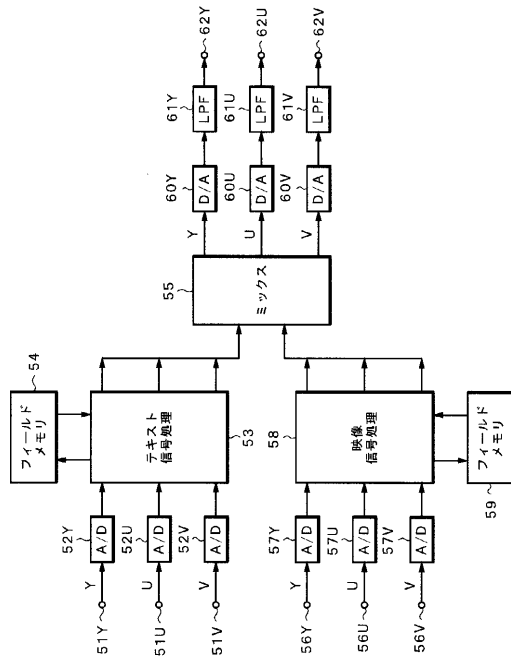 54
フィールド
メモリ
51Y
Y
52Y
A/D
51U
U
52U
A/D
51V
V
52V
A/D
テキスト
信号処理
53
55
ミックス
Y
60Y
D/A
61Y
LPF
62Y
U
60U
D/A
61U
LPF
62U
V
60V
D/A
61V
LPF
62V
58
映像
信号処理
56Y
Y
57Y
A/D
56U
U
57U
A/D
56V
V
57V
A/D
フィールド
メモリ
59